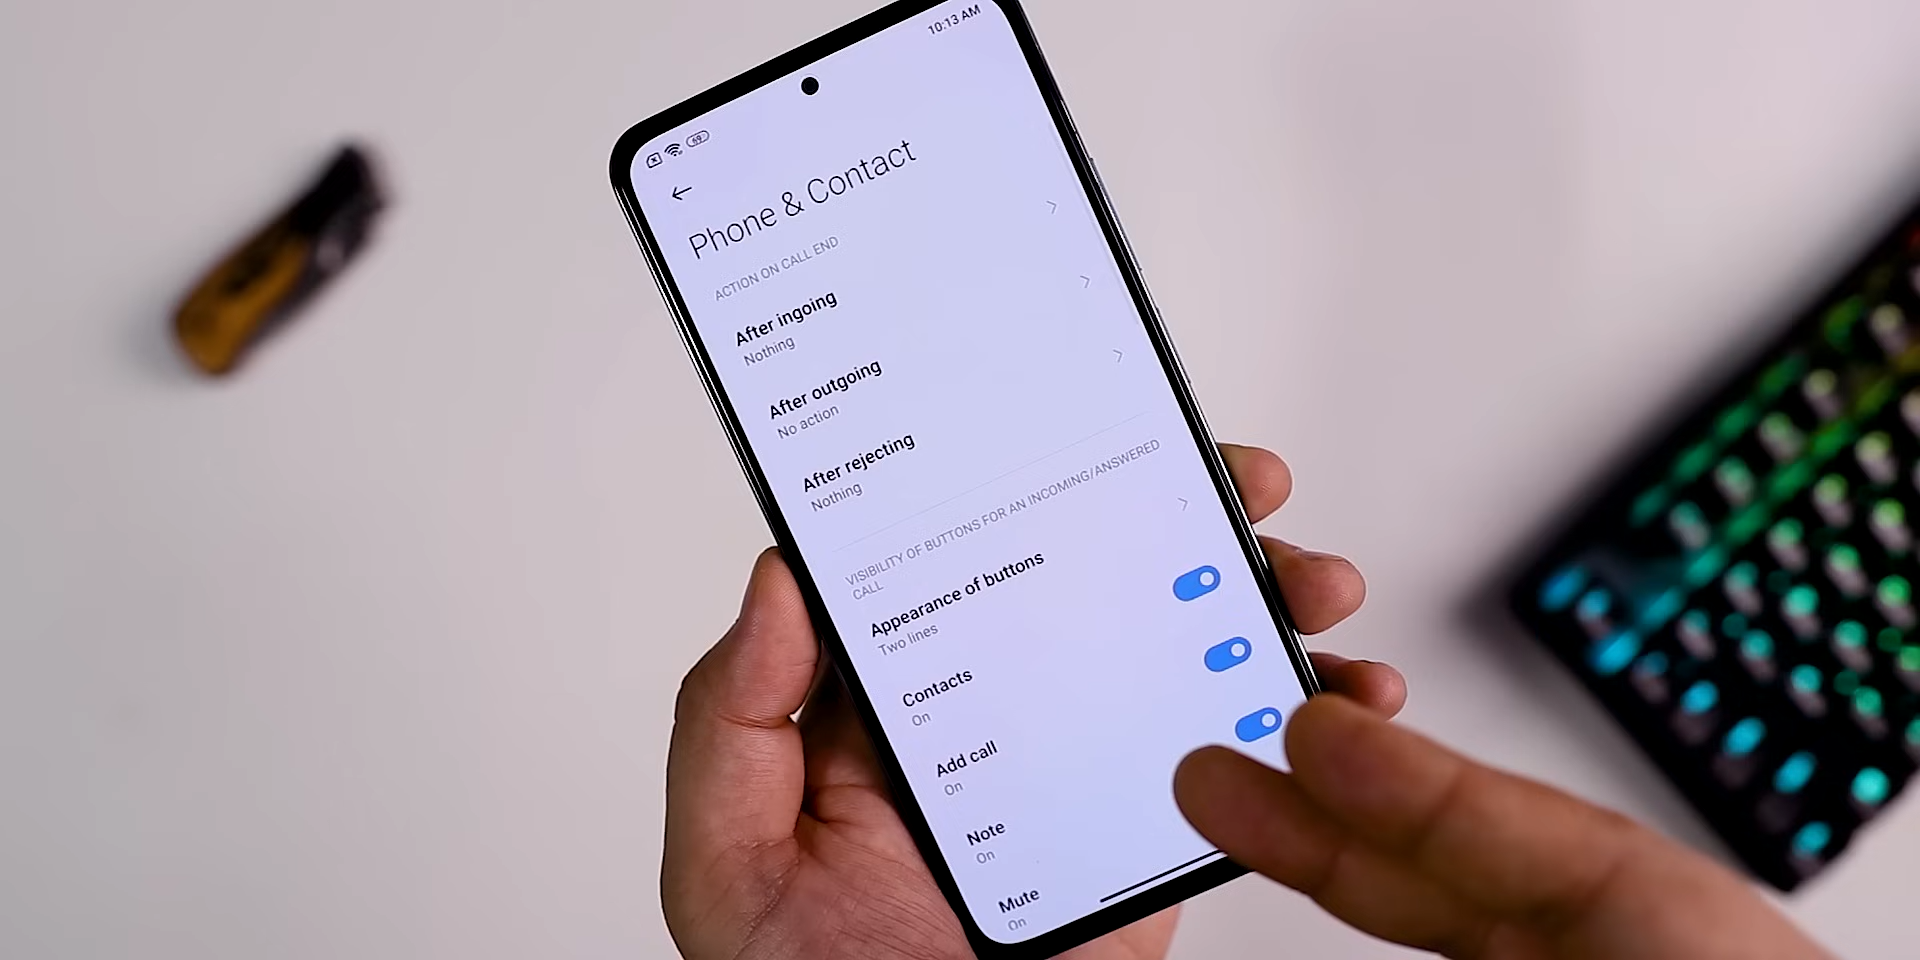 10:13 AM
69
Phone & Contact
ACTION ON CALL END
After ingoing
Nothing
After outgoing
No action
After rejecting
Nothing
VISIBILITY OF BUTTONS FOR AN INCOMING/ANSWERED
CALL
Appearance of buttons
Two lines
Contacts
On
Add call
On
Note
On
Mute
On